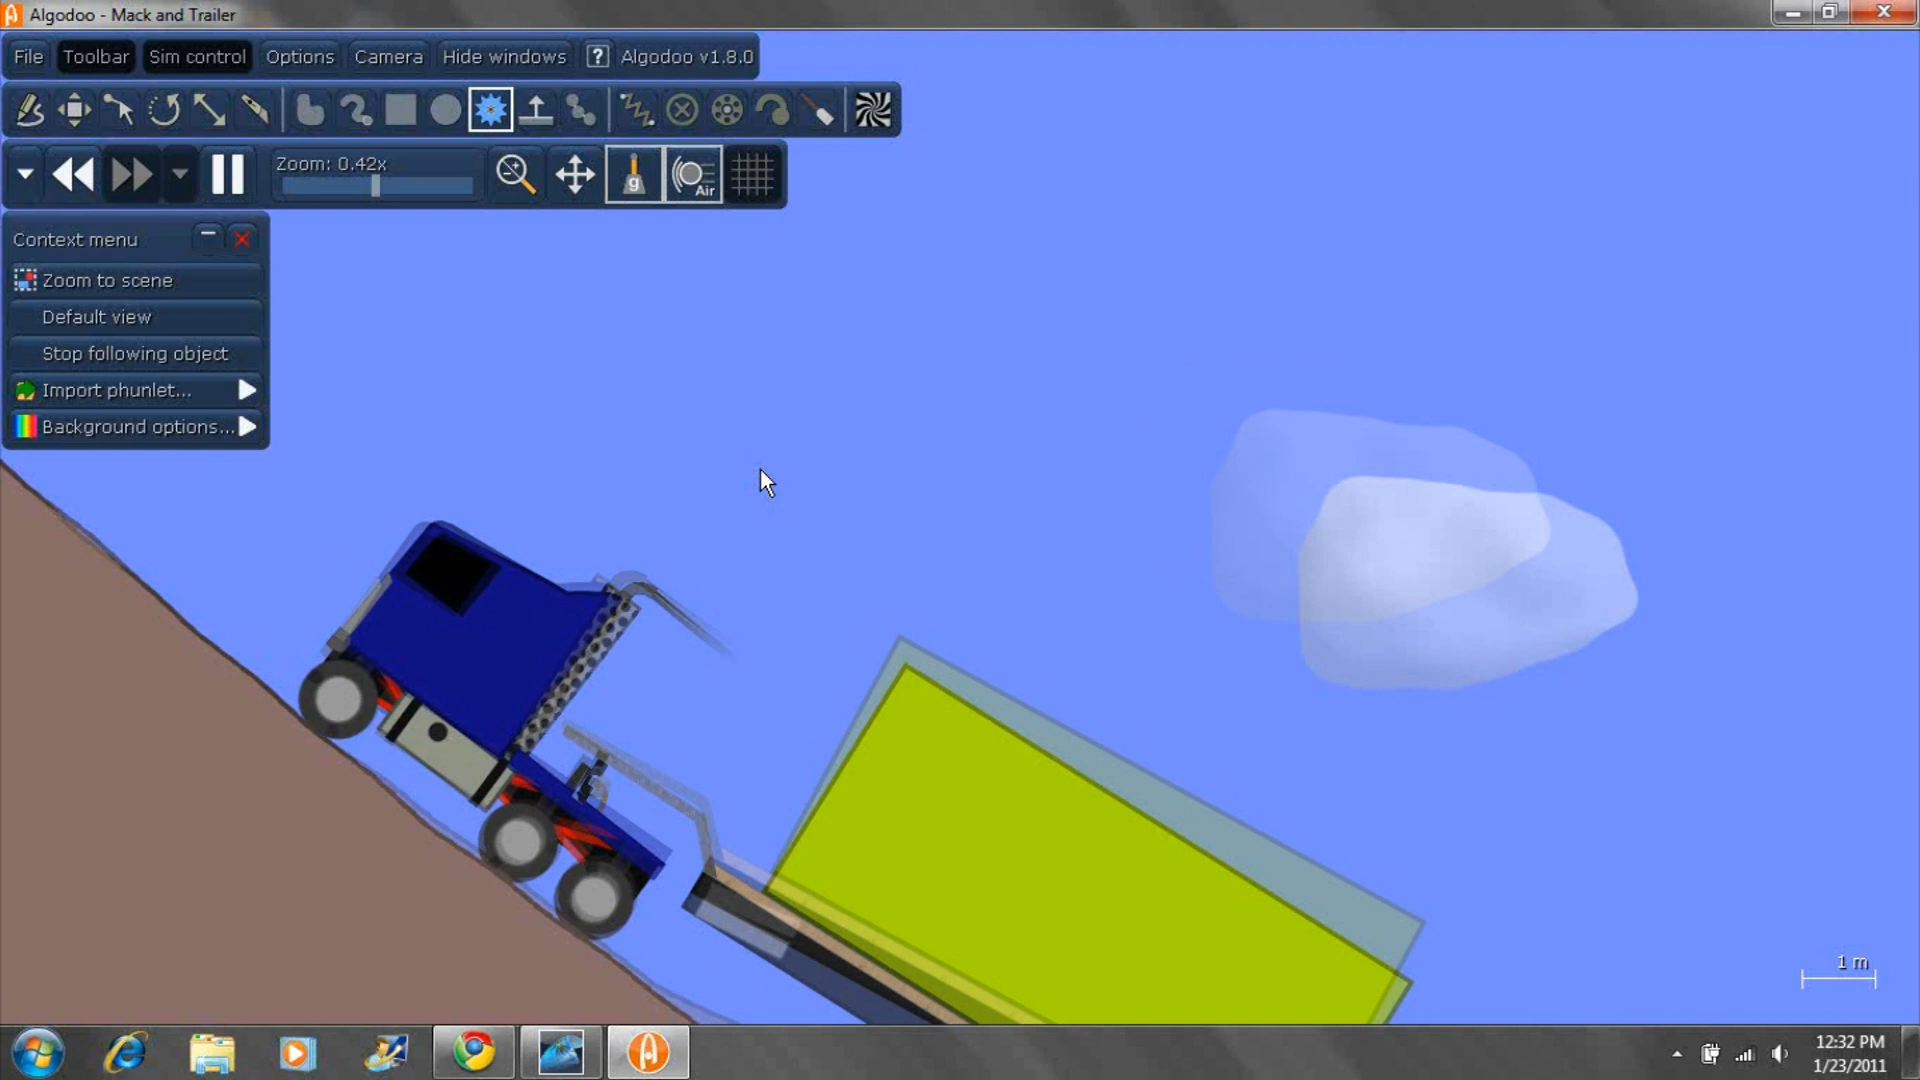 Algodoo - Mack and Trailer
File Toolbar Sim control Options Camera Hide windows ? Algodoo v1.8.0
Zoom: 0.42x
g
Air
Context menu
Zoom to scene
Default view
Stop following object
Import phunlet...
Background options...
1 m
12:32 PM
1/23/2011